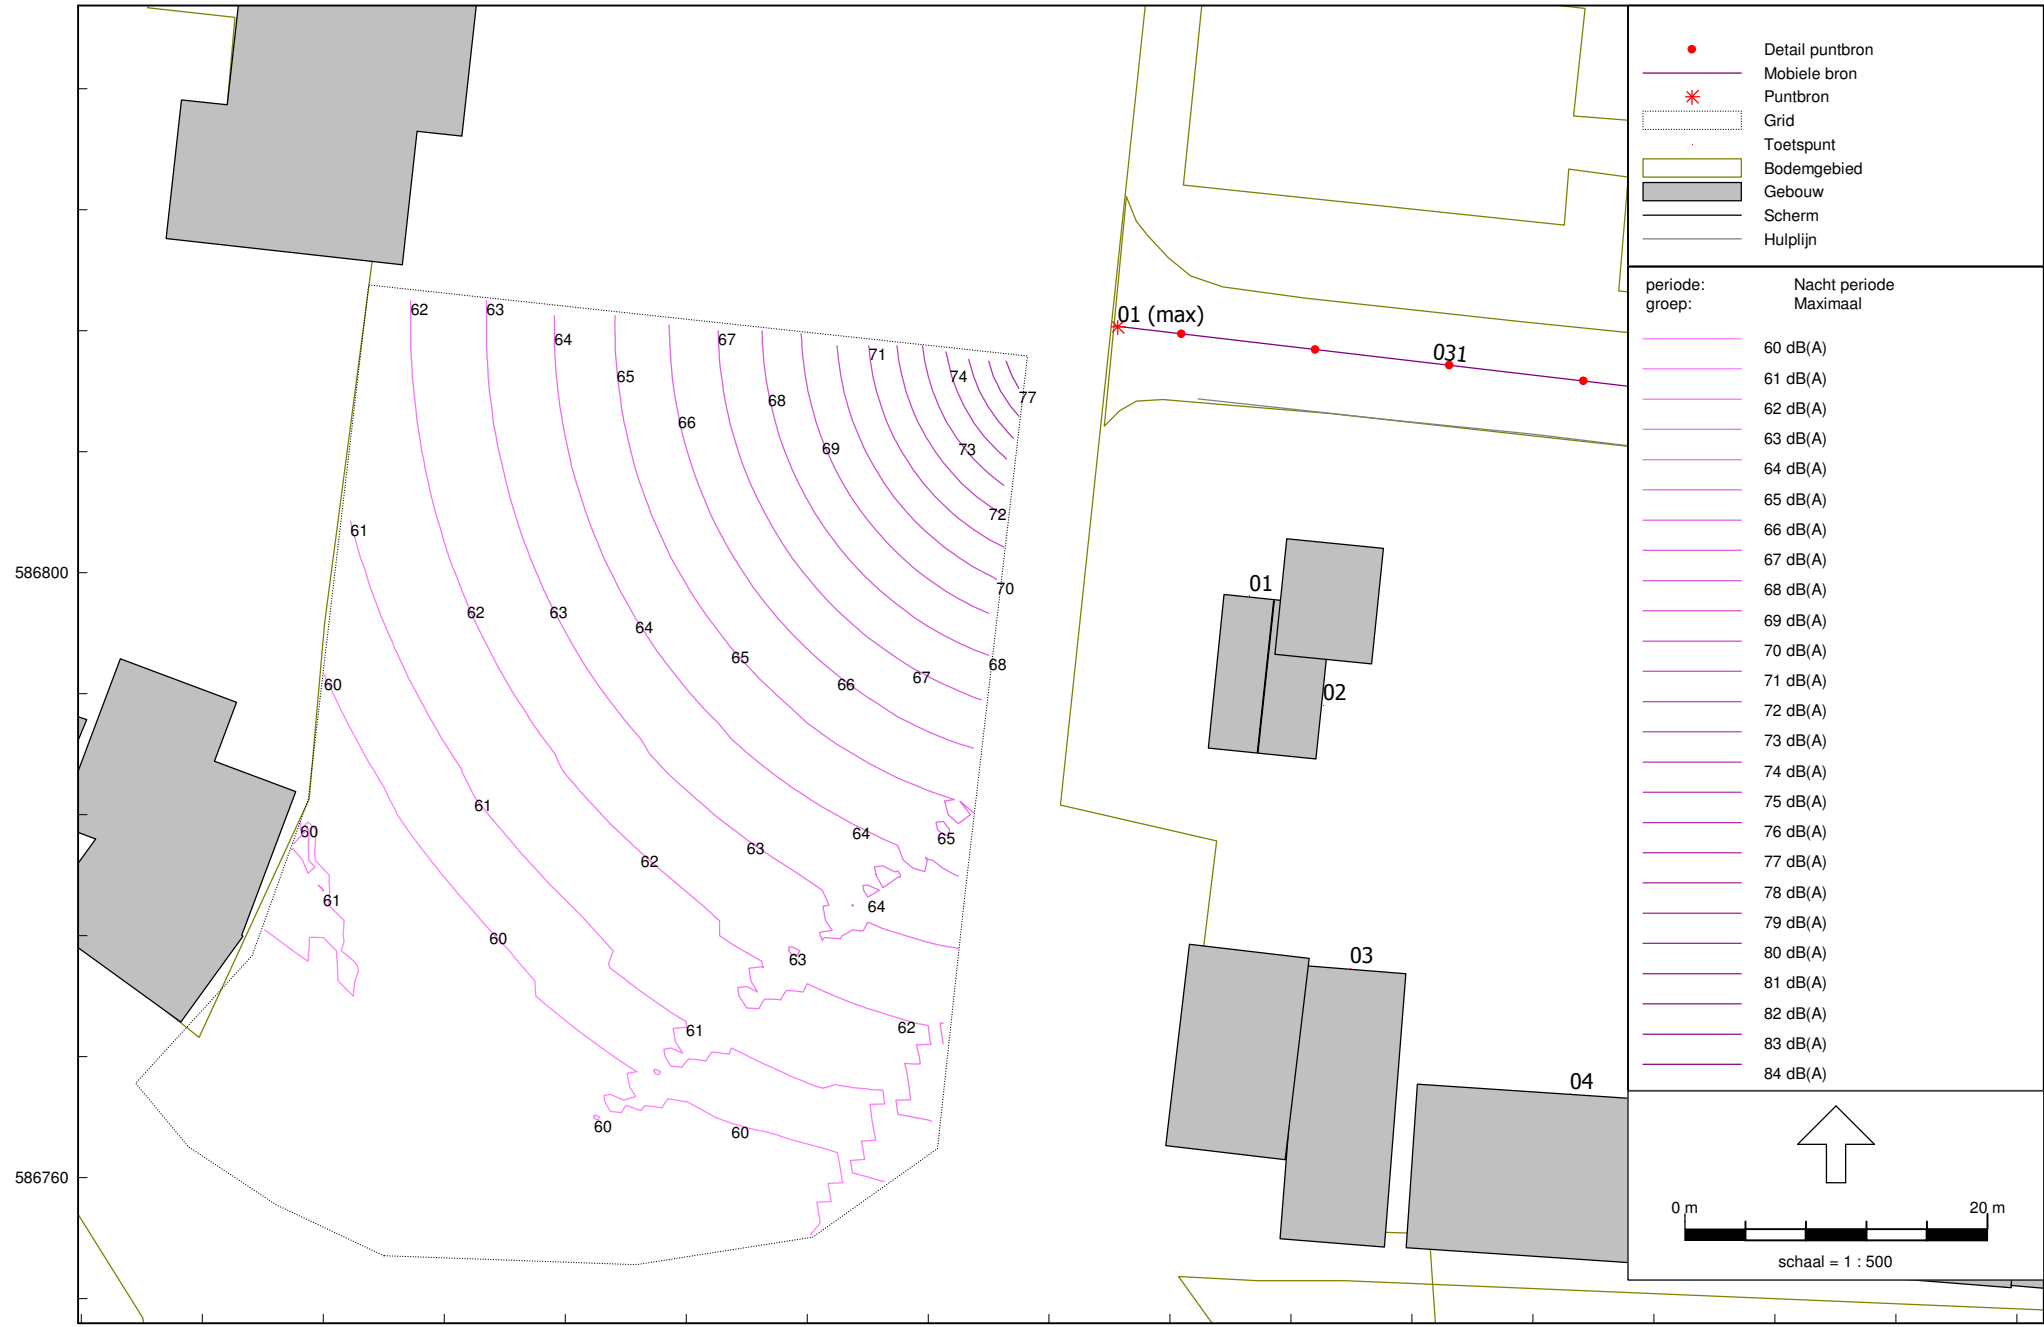 Detail puntbron
Mobiele bron
Puntbron
Grid
Toetspunt
Bodemgebied
Gebouw
Scherm
Hulplijn
periode: Nacht periode
groep: Maximaal
60 dB(A)
61 dB(A)
62 dB(A)
63 dB(A)
64 dB(A)
65 dB(A)
66 dB(A)
67 dB(A)
68 dB(A)
69 dB(A)
70 dB(A)
71 dB(A)
72 dB(A)
73 dB(A)
74 dB(A)
75 dB(A)
76 dB(A)
77 dB(A)
78 dB(A)
79 dB(A)
80 dB(A)
81 dB(A)
82 dB(A)
83 dB(A)
84 dB(A)
0 m 20 m
schaal = 1 : 500
62 63
01 (max)
64 67
71 031
65 74
77
68
66
69 73
72
61
586800
01
70
62 63
64
65 68
67
60 66
02
61
60 64 65
63
62
61 64
60
63 03
61 62
04
60 60
586760